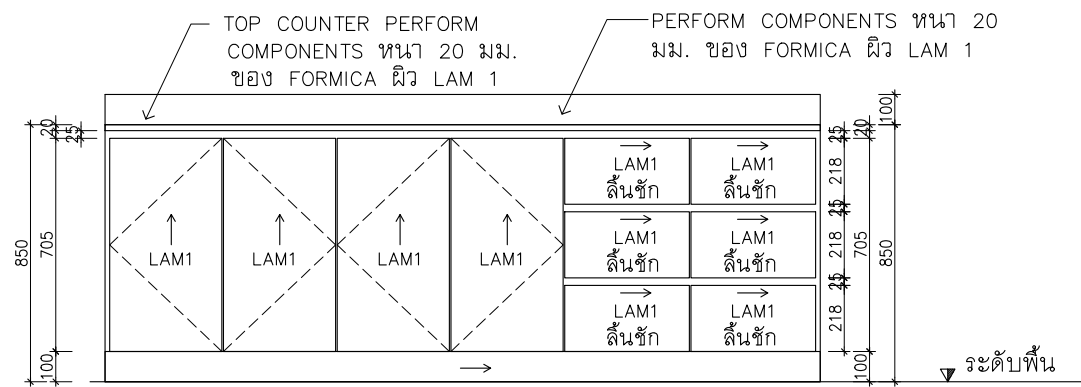 TOP COUNTER PERFORM
COMPONENTS หนา 20 มม.
ของ FORMICA ผิว LAM 1
PERFORM COMPONENTS หนา 20
มม. ของ FORMICA ผิว LAM 1
100
20
25
25
20
LAM1
ลิ้นชัก
LAM1
ลิ้นชัก
218
25
LAM1
LAM1
LAM1
LAM1
LAM1
ลิ้นชัก
LAM1
ลิ้นชัก
218
850
705
705
850
25
LAM1
ลิ้นชัก
LAM1
ลิ้นชัก
218
100
100
ระดับพื้น